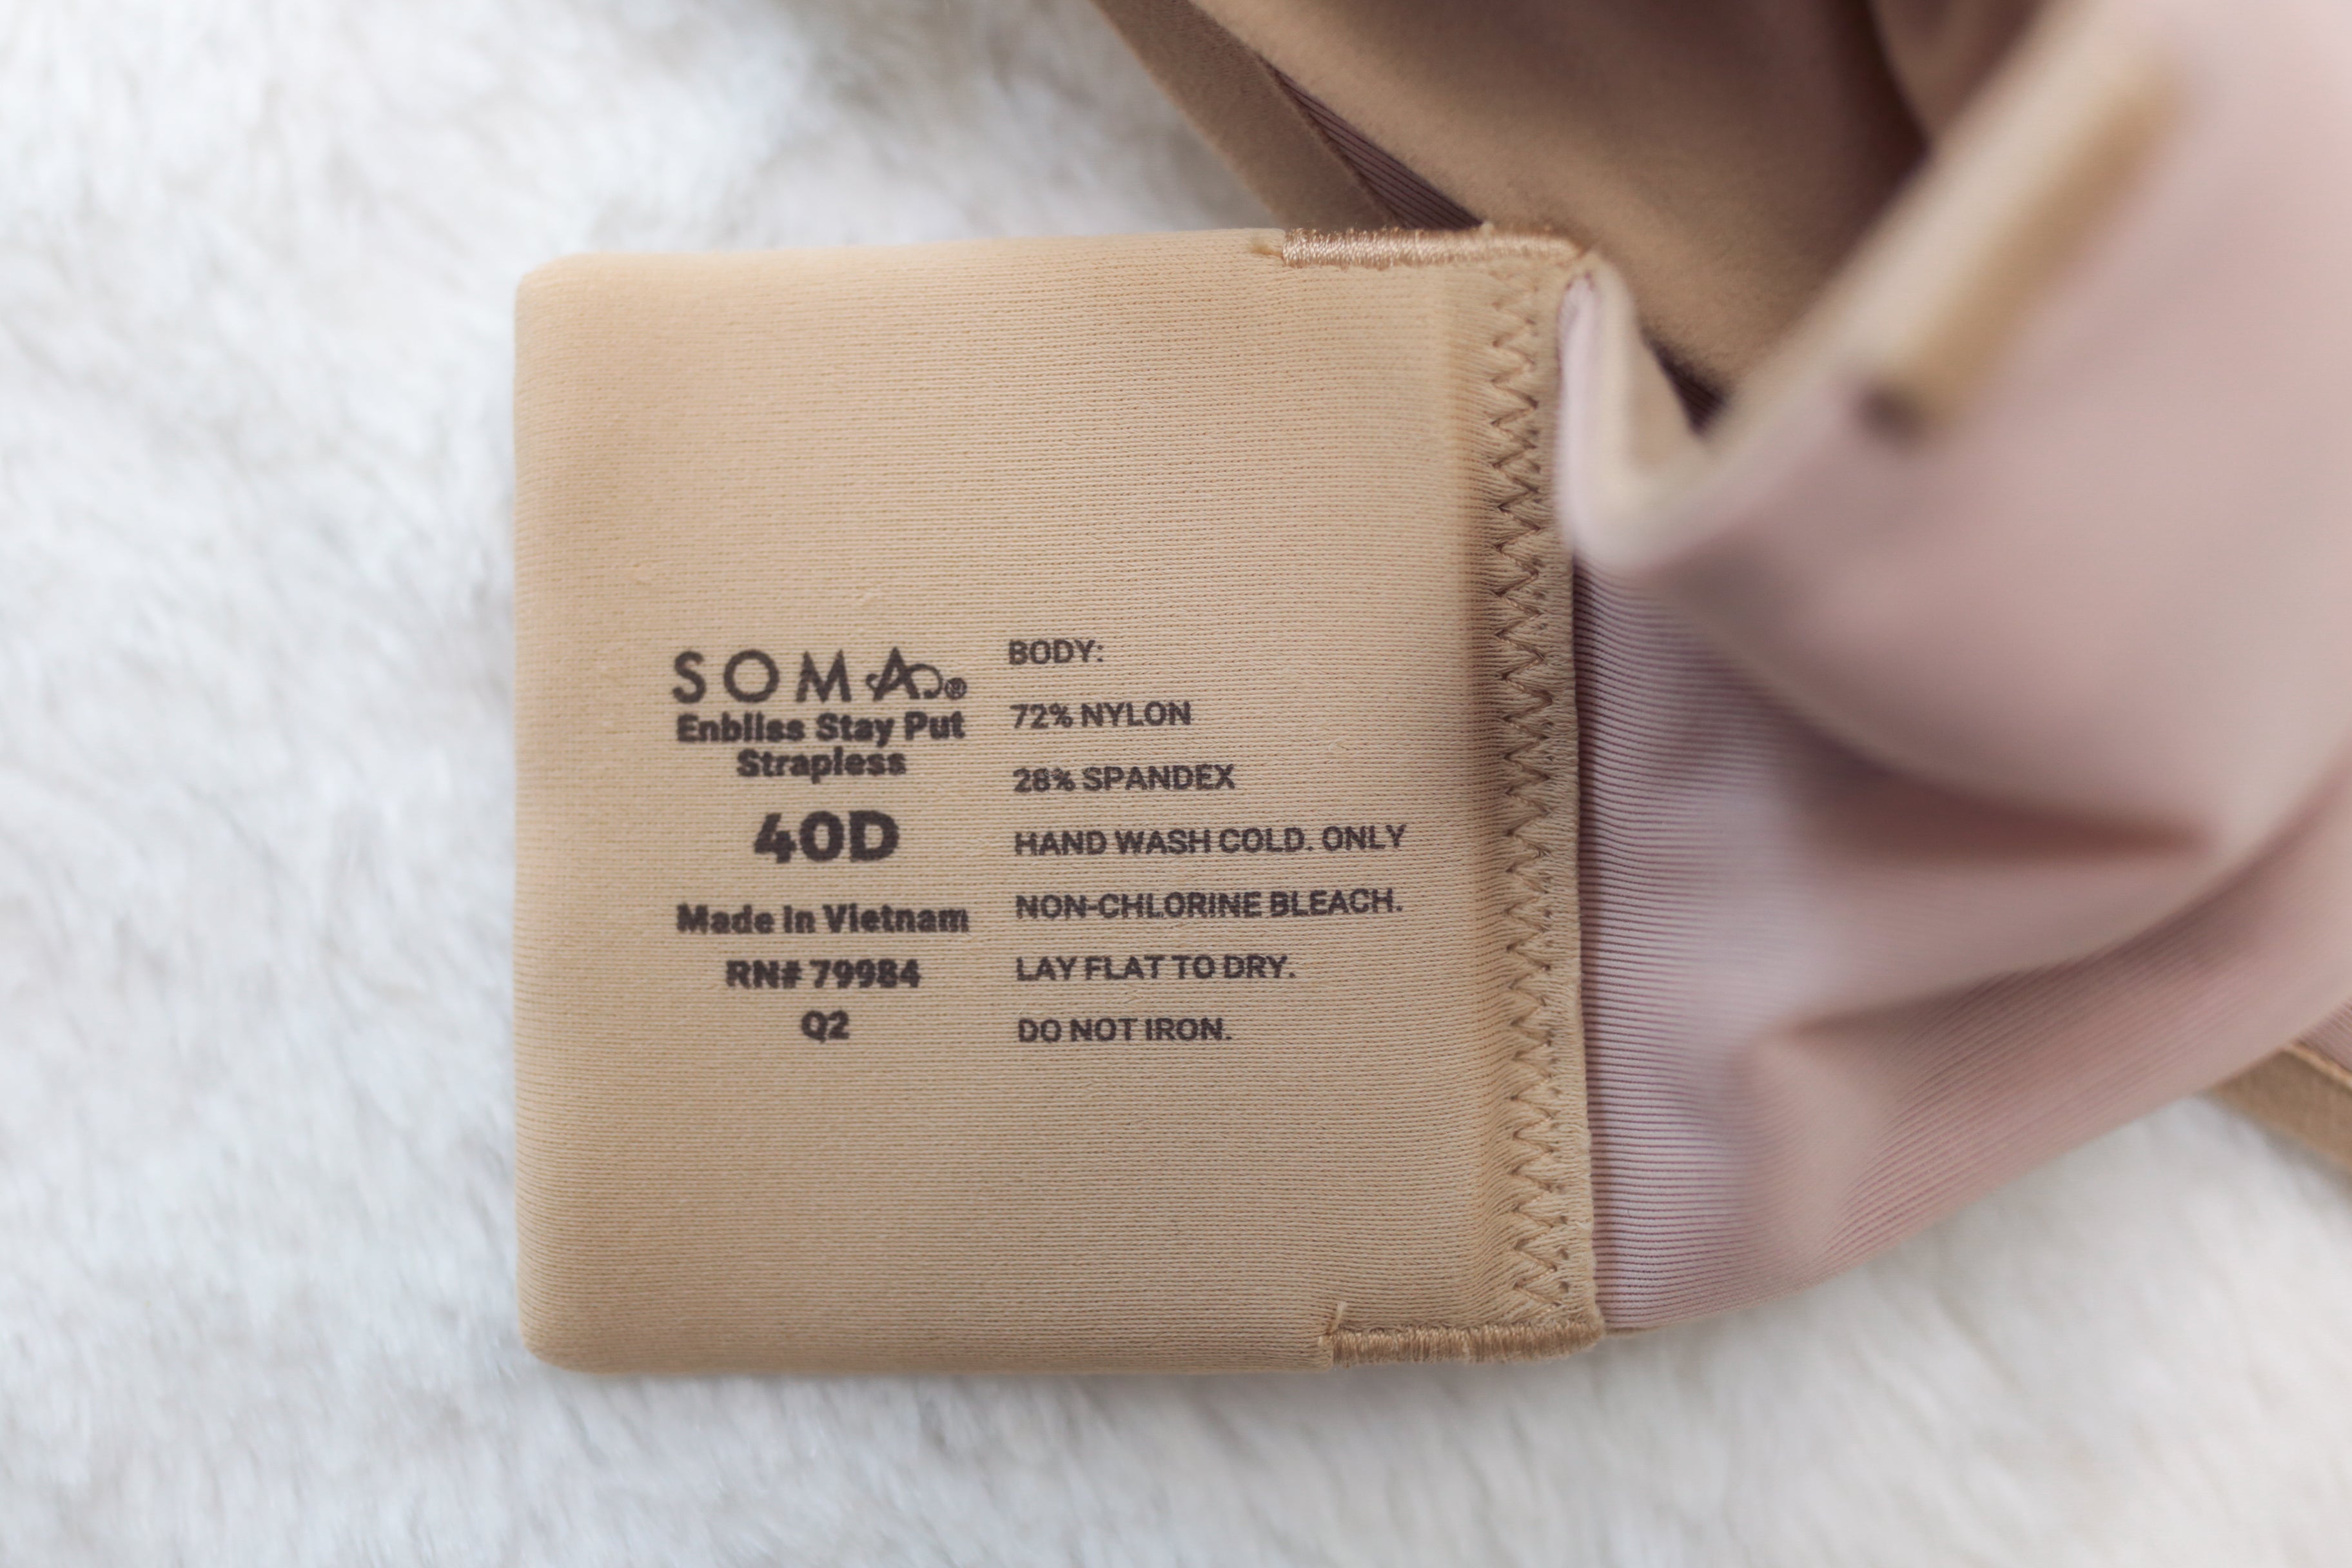 SOMA®
Enbliss Stay Put
Strapless
40D
Made in Vietnam
RN# 79984
Q2
BODY:
72% NYLON
28% SPANDEX
HAND WASH COLD. ONLY
NON-CHLORINE BLEACH.
LAY FLAT TO DRY.
DO NOT IRON.